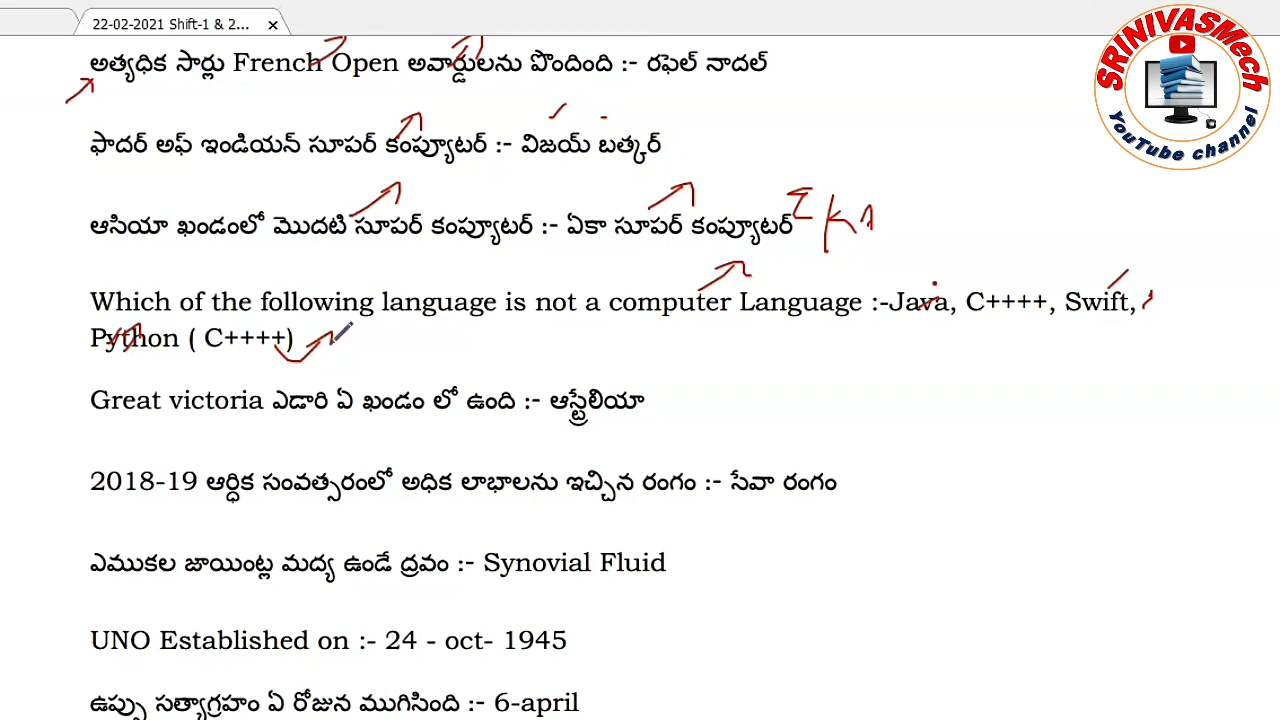 22-02-2021 Shift-1 & 2...
SRINIVASMech
YouTube channel
అత్యధిక సార్లు French Open అవార్డులను పొందింది :- రఫెల్ నాదల్
ఫాదర్ అఫ్ ఇండియన్ సూపర్ కంప్యూటర్ :- విజయ్ బత్కర్
ఆసియా ఖండంలో మొదటి సూపర్ కంప్యూటర్ :- ఏకా సూపర్ కంప్యూటర్ EKA
Which of the following language is not a computer Language :-Java, C++++, Swift,
Python ( C++++)
Great victoria ఎడారి ఏ ఖండం లో ఉంది :- ఆస్ట్రేలియా
2018-19 ఆర్ధిక సంవత్సరంలో అధిక లాభాలను ఇచ్చిన రంగం :- సేవా రంగం
ఎముకల జాయింట్ల మద్య ఉండే ద్రవం :- Synovial Fluid
UNO Established on :- 24 - oct- 1945
ఉప్పు సత్యాగ్రహం ఏ రోజున ముగిసింది :- 6-april